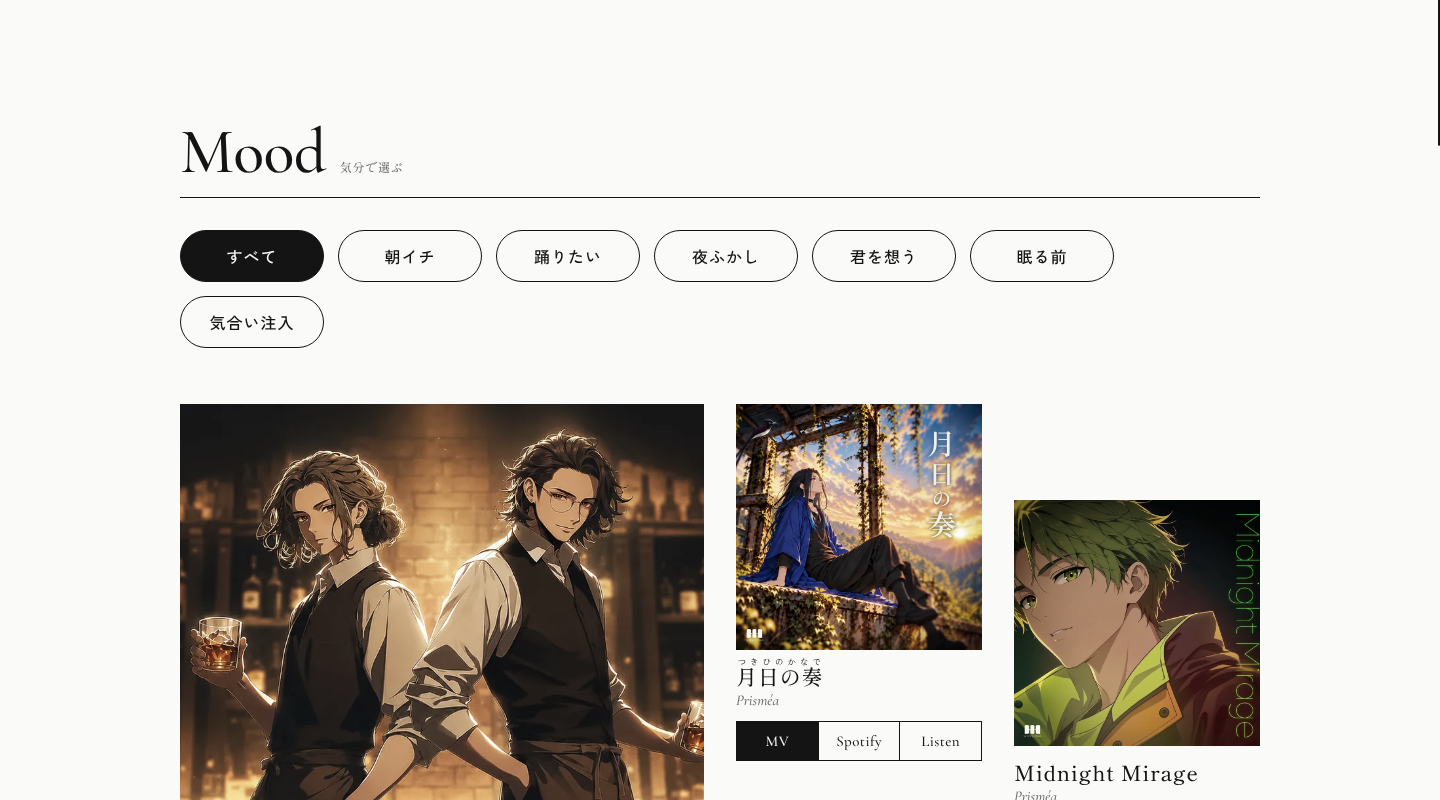 Mood 気分で選ぶ
すべて 朝イチ 踊りたい 夜ふかし 君を想う 眠る前
気合い注入
月日の奏
つきひのかなで
月日の奏
Prisméa
MV Spotify Listen
Midnight Mirage
Midnight Mirage
Prisméa